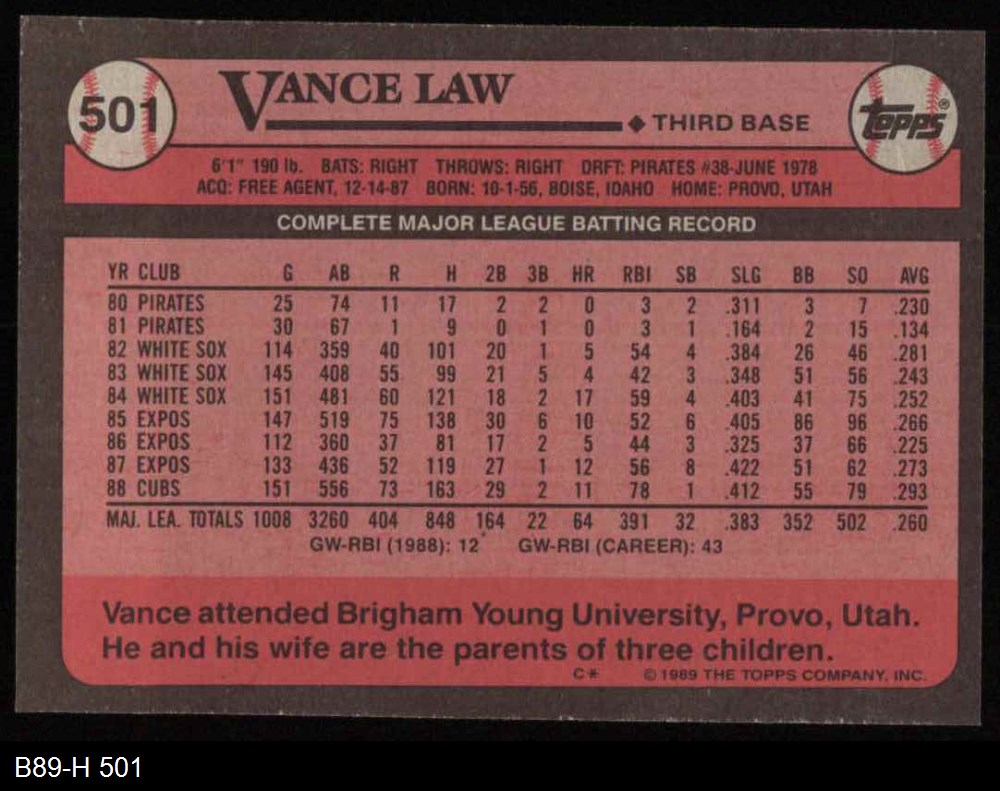 501
VANCE LAW
◆ THIRD BASE
TOPPS®
6'1" 190 lb. BATS: RIGHT THROWS: RIGHT DRFT: PIRATES #38-JUNE 1978
ACQ: FREE AGENT, 12-14-87 BORN: 10-1-56, BOISE, IDAHO HOME: PROVO, UTAH
COMPLETE MAJOR LEAGUE BATTING RECORD
YR CLUB G AB R H 2B 3B HR RBI SB SLG BB SO AVG
80 PIRATES 25 74 11 17 2 2 0 3 2 .311 3 7 .230
81 PIRATES 30 67 1 9 0 1 0 3 1 .164 2 15 .134
82 WHITE SOX 114 359 40 101 20 1 5 54 4 .384 26 46 .281
83 WHITE SOX 145 408 55 99 21 5 4 42 3 .348 51 56 .243
84 WHITE SOX 151 481 60 121 18 2 17 59 4 .403 41 75 .252
85 EXPOS 147 519 75 138 30 6 10 52 6 .405 86 96 .266
86 EXPOS 112 360 37 81 17 2 5 44 3 .325 37 66 .225
87 EXPOS 133 436 52 119 27 1 12 56 8 .422 51 62 .273
88 CUBS 151 556 73 163 29 2 11 78 1 .412 55 79 .293
MAJ. LEA. TOTALS 1008 3260 404 848 164 22 64 391 32 .383 352 502 .260
GW-RBI (1988): 12 GW-RBI (CAREER): 43
Vance attended Brigham Young University, Provo, Utah.
He and his wife are the parents of three children.
C* © 1989 THE TOPPS COMPANY, INC.
B89-H 501